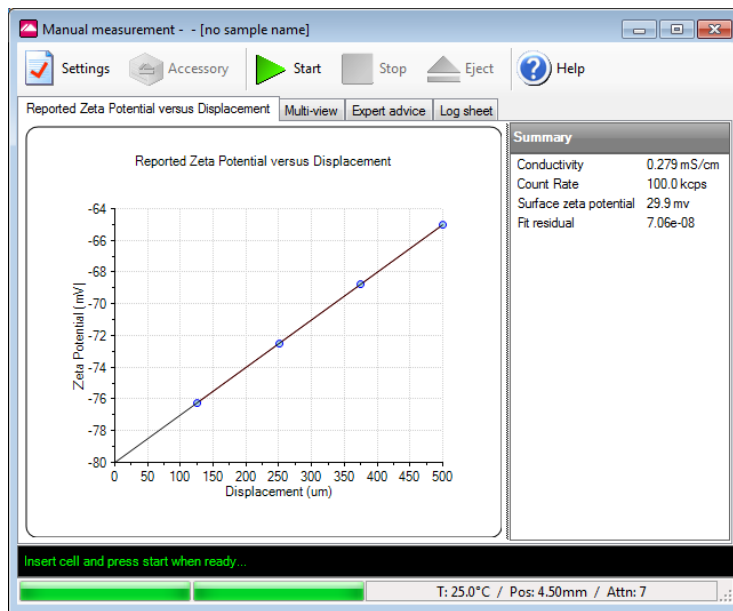 Manual measurement - - [no sample name]
Settings Accessory Start Stop Eject Help
Reported Zeta Potential versus Displacement Multi-view Expert advice Log sheet
Reported Zeta Potential versus Displacement
-64
-66
-68
-70
-72
-74
-76
-78
-80
Zeta Potential (mV)
0 50 100 150 200 250 300 350 400 450 500
Displacement (um)
Summary
Conductivity 0.279 mS/cm
Count Rate 100.0 kcps
Surface zeta potential 29.9 mv
Fit residual 7.06e-08
Insert cell and press start when ready...
T: 25.0°C / Pos: 4.50mm / Attn: 7